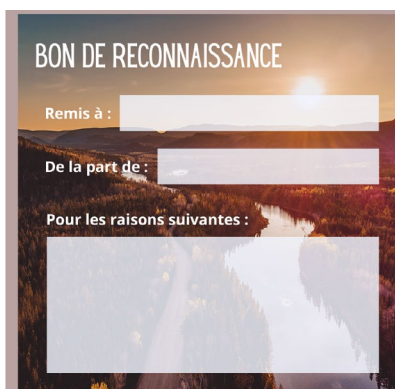 BON DE RECONNAISSANCE
Remis à :
De la part de :
Pour les raisons suivantes :